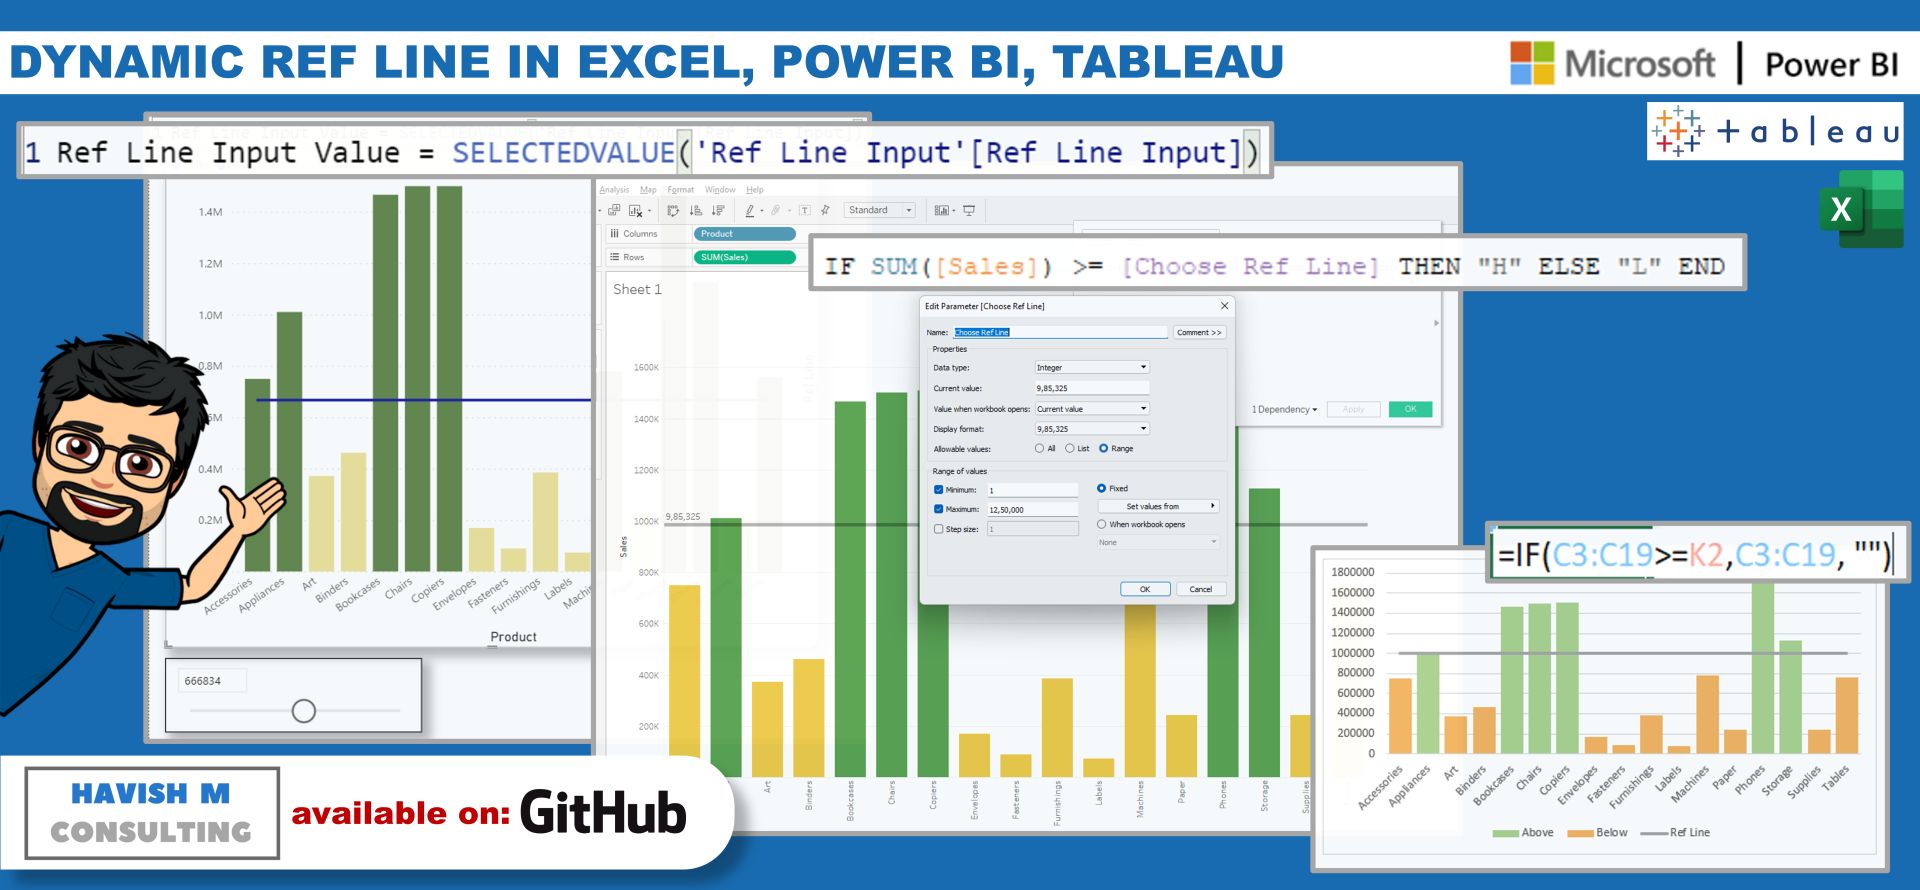 DYNAMIC REF LINE IN EXCEL, POWER BI, TABLEAU
Microsoft | Power BI
+ableau
X
1 Ref Line Input Value = SELECTEDVALUE('Ref Line Input'[Ref Line Input])
1.4M
1.2M
1.0M
0.8M
6M
0.4M
0.2M
Accessories
Appliances
Art
Binders
Bookcases
Chairs
Copiers
Envelopes
Fasteners
Furnishings
Labels
Machin
Product
666834
Analysis Map Format Window Help
Standard
Columns Product
Rows SUM(Sales)
Sheet 1
IF SUM([Sales]) >= [Choose Ref Line] THEN "H" ELSE "L" END
1600K
1400K
1200K
1000K
800K
600K
400K
200K
Sales
9,85,325
Art
Binders
Bookcases
Chairs
Copiers
Envelopes
Fasteners
Furnishings
Labels
Machines
Paper
Phones
Storage
Supplies
Edit Parameter [Choose Ref Line]
Name: Choose Ref Line Comment >>
Properties
Data type: Integer
Current value: 9,85,325
Value when workbook opens: Current value
Display format: 9,85,325
Allowable values: All List Range
Range of values
Minimum: 1 Fixed
Maximum: 12,50,000 Set values from
Step size: 1 When workbook opens
None
OK Cancel
1 Dependency Apply OK
=IF(C3:C19>=K2,C3:C19, "")
1800000
1600000
1400000
1200000
1000000
800000
600000
400000
200000
0
Accessories
Appliances
Art
Binders
Bookcases
Chairs
Copiers
Envelopes
Fasteners
Furnishings
Labels
Machines
Paper
Phones
Storage
Supplies
Tables
Above Below Ref Line
HAVISH M
CONSULTING
available on: GitHub